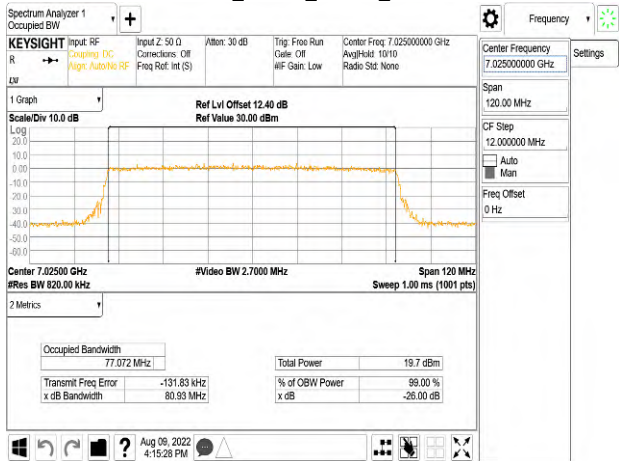 Spectrum Analyzer 1
Occupied BW
Frequency
KEYSIGHT
R
Input: RF
Coupling: DC
Align: Auto/No RF
Input Z: 50 Ω
Corrections: Off
Freq Ref: Int (S)
Atten: 30 dB
Trig: Free Run
Gate: Off
#IF Gain: Low
Center Freq: 7.025000000 GHz
Avg|Hold: 10/10
Radio Std: None
Center Frequency
7.025000000 GHz
Settings
Span
120.00 MHz
CF Step
12.000000 MHz
Auto
Man
Freq Offset
0 Hz
1 Graph
Scale/Div 10.0 dB
Ref Lvl Offset 12.40 dB
Ref Value 30.00 dBm
Log
20.0
10.0
0.00
-10.0
-20.0
-30.0
-40.0
-50.0
-60.0
Center 7.02500 GHz
#Res BW 820.00 kHz
#Video BW 2.7000 MHz
Span 120 MHz
Sweep 1.00 ms (1001 pts)
2 Metrics
Occupied Bandwidth
77.072 MHz
Total Power 19.7 dBm
Transmit Freq Error -131.83 kHz
% of OBW Power 99.00 %
x dB Bandwidth 80.93 MHz
x dB -26.00 dB
?
Aug 09, 2022
4:15:28 PM